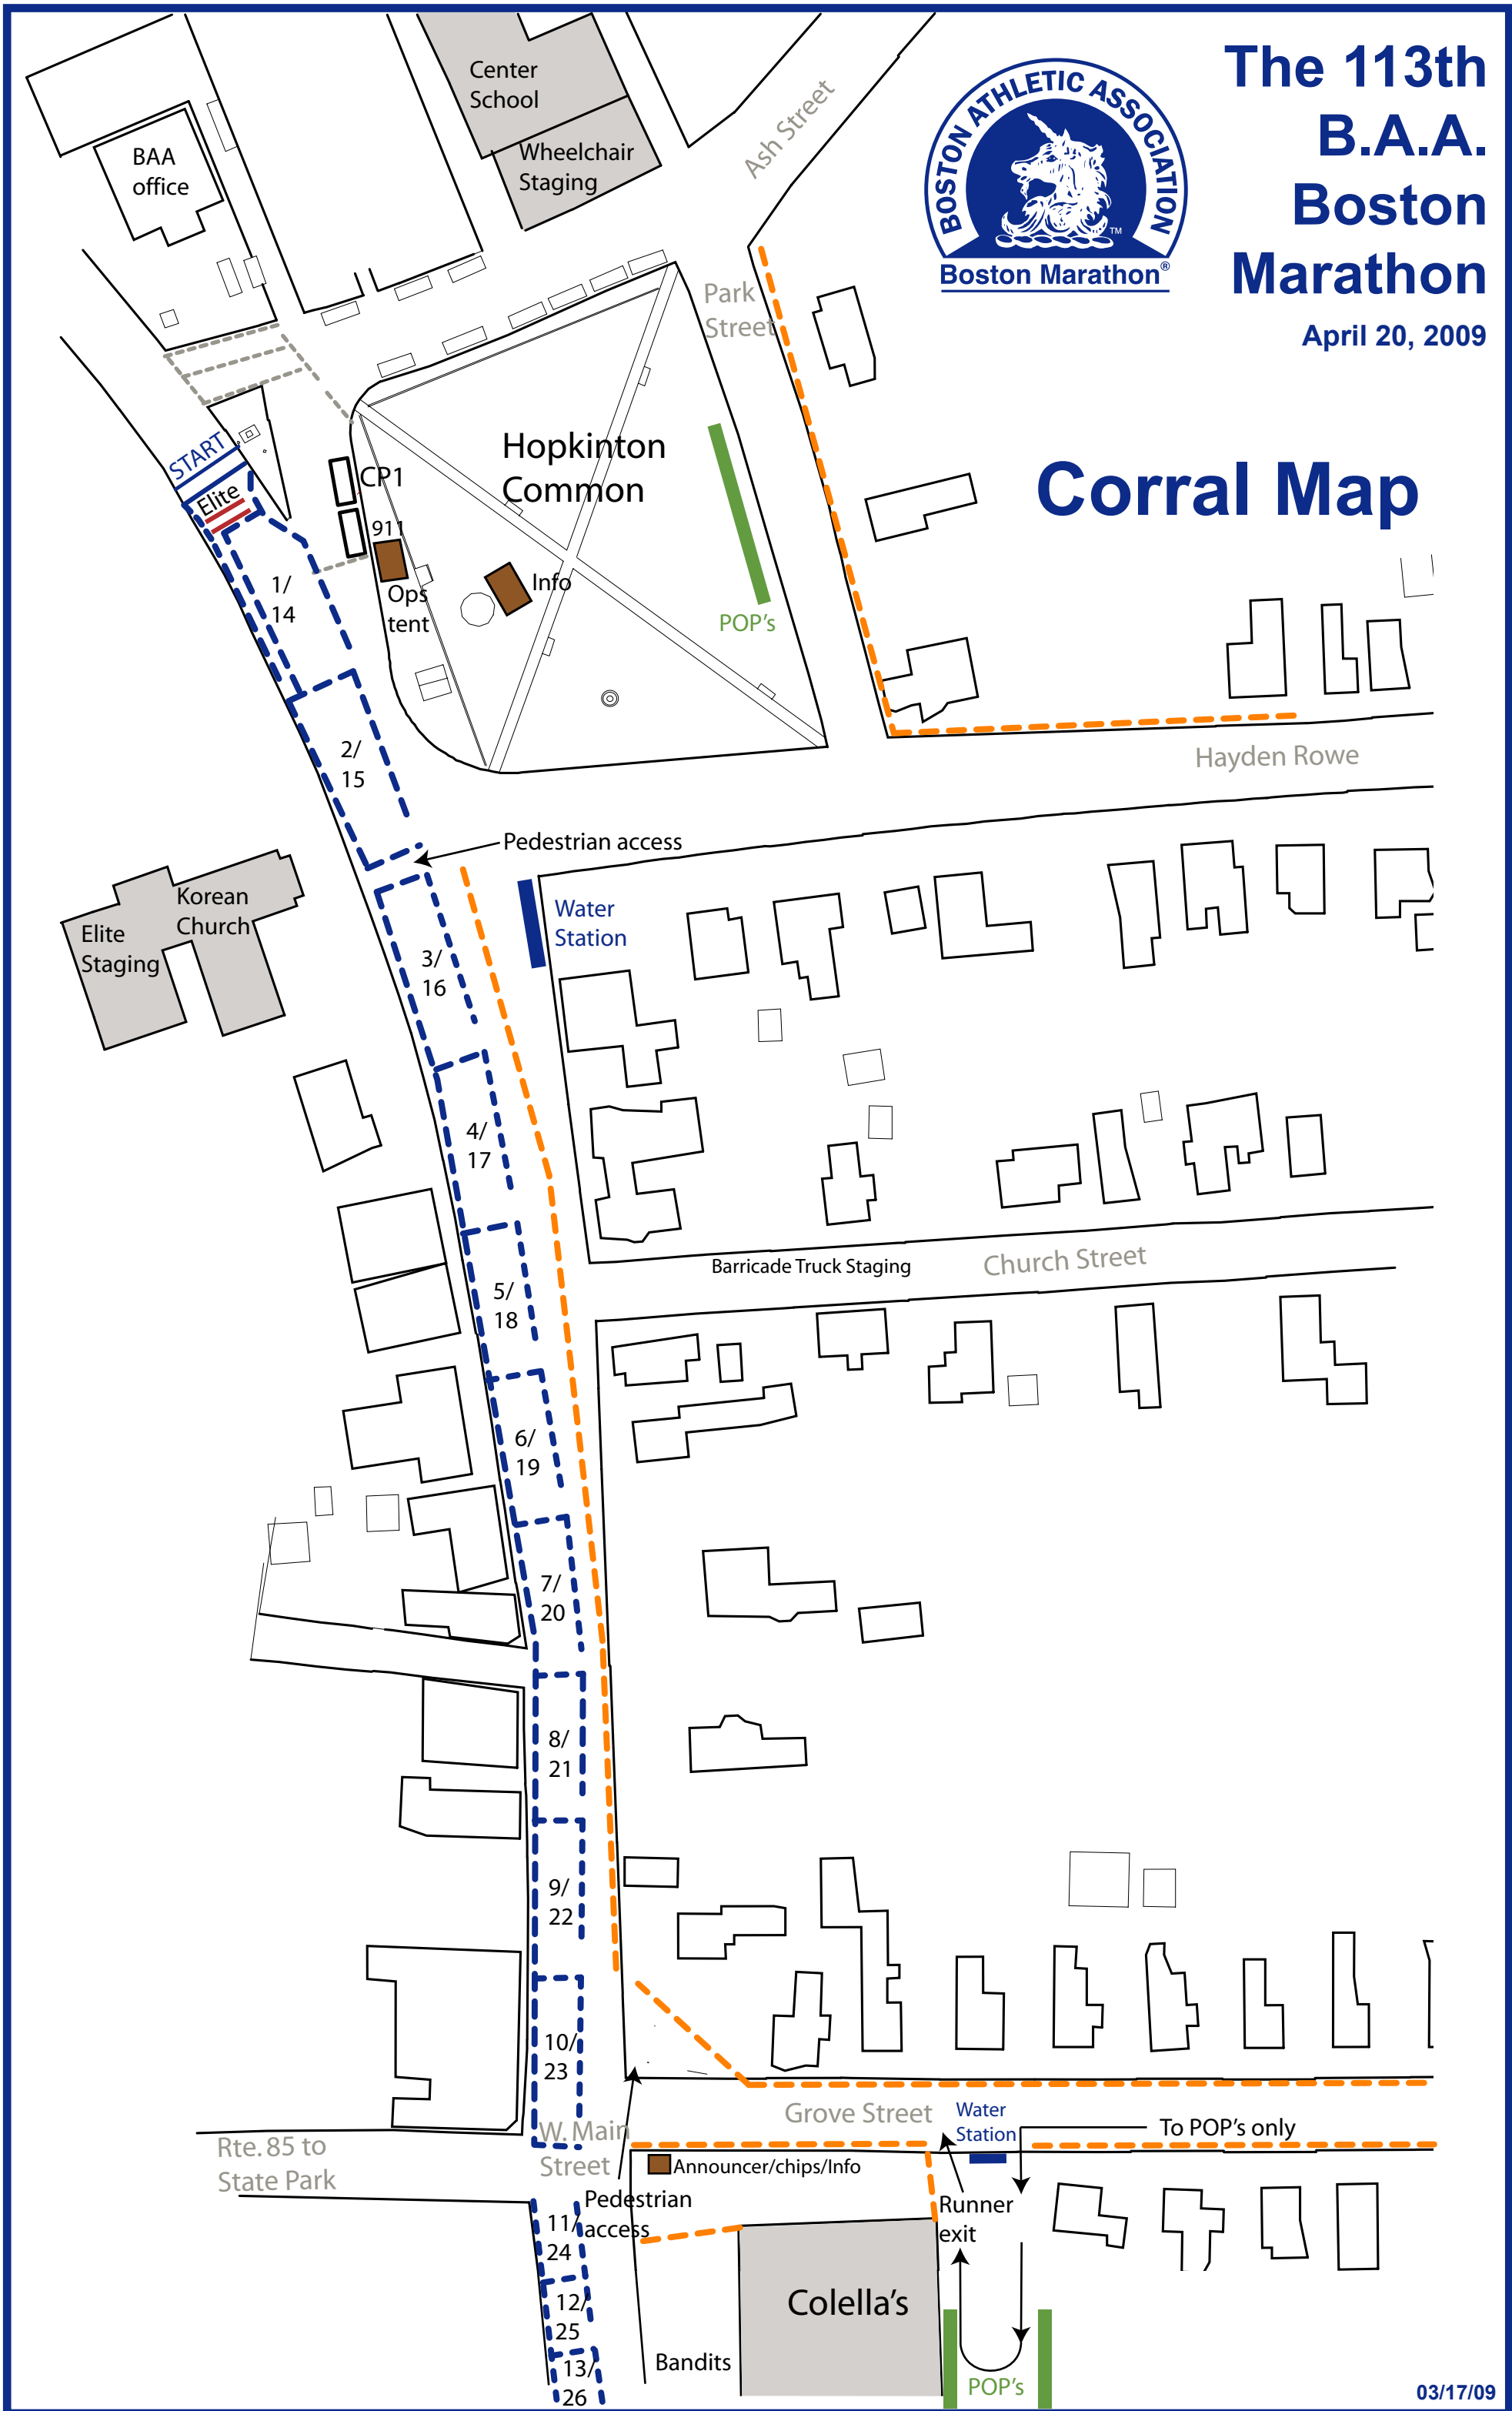 The 113th
B.A.A.
Boston
Marathon
April 20, 2009
BOSTON ATHLETIC ASSOCIATION
TM
Boston Marathon®
Corral Map
Center
School
Wheelchair
Staging
BAA
office
Ash Street
Park
Street
START
Elite
CP1
Hopkinton
Common
911
Ops
tent
Info
POP's
1/
14
2/
15
Hayden Rowe
Pedestrian access
Water
Station
Korean
Church
Elite
Staging
3/
16
4/
17
Barricade Truck Staging
Church Street
5/
18
6/
19
7/
20
8/
21
9/
22
10/
23
Grove Street
Water
Station
To POP's only
W. Main
Street
Rte. 85 to
State Park
Announcer/chips/Info
Pedestrian
access
Runner
exit
11/
24
12/
25
13/
26
Colella's
Bandits
POP's
03/17/09